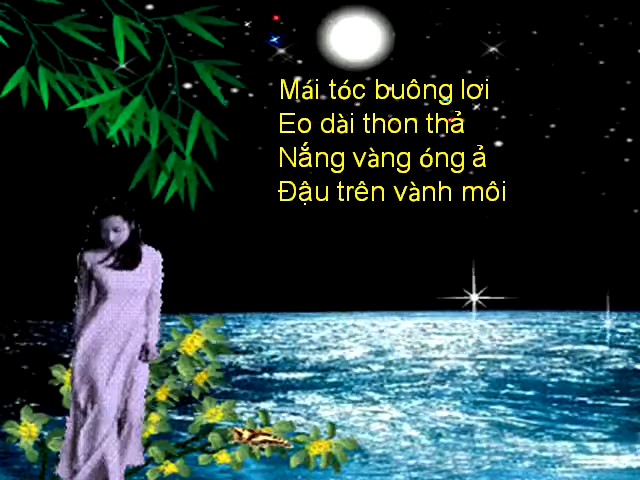 Mái tóc buông lơi
Eo dài thon thả
Nắng vàng óng ả
Đậu trên vành môi